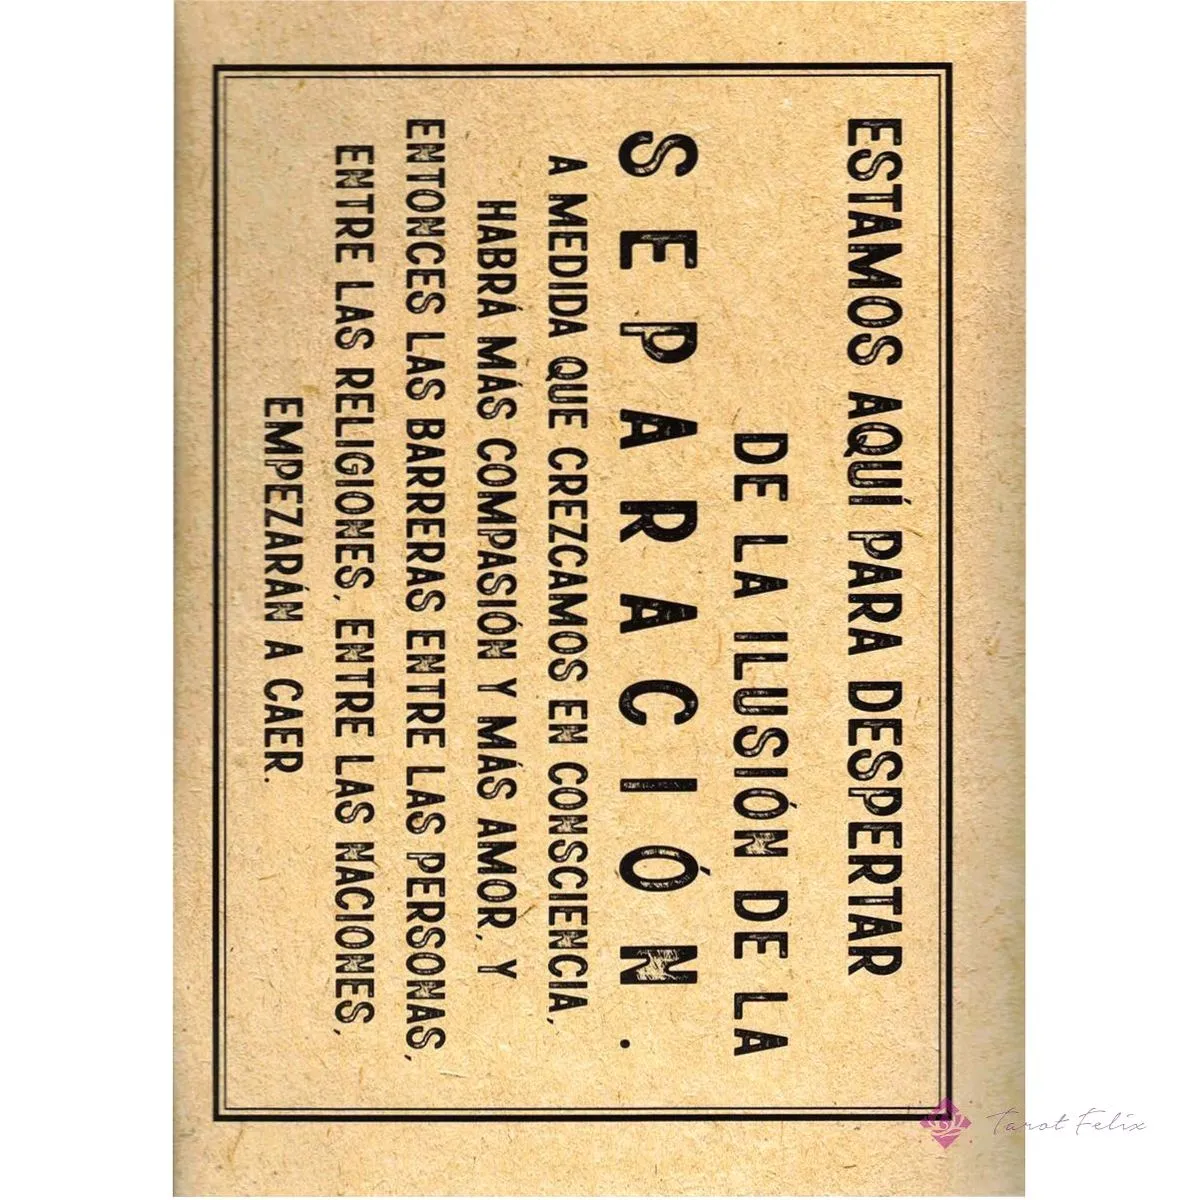 ESTAMOS AQUÍ PARA DESPERTAR
DE LA ILUSIÓN DE LA
SEPARACIÓN.
A MEDIDA QUE CREZCAMOS EN CONSCIENCIA,
HABRÁ MÁS COMPASIÓN Y MÁS AMOR, Y
ENTONCES LAS BARRERAS ENTRE LAS PERSONAS,
ENTRE LAS RELIGIONES, ENTRE LAS NACIONES,
EMPEZARÁN A CAER.
Tarot Felix